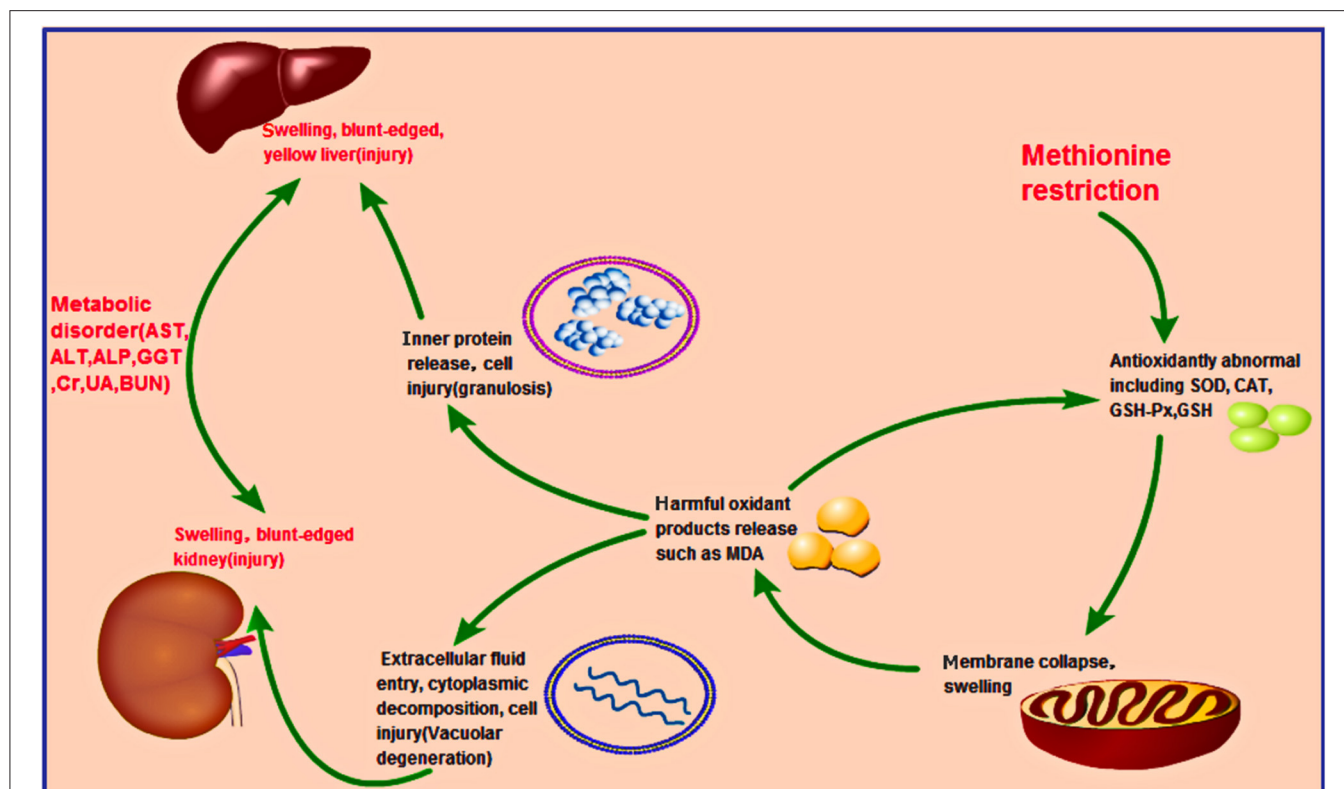 Swelling, blunt-edged,
yellow liver(injury)
Methionine
restriction
Metabolic
disorder(AST,
ALT,ALP,GGT
,Cr,UA,BUN)
Inner protein
release, cell
injury(granulosis)
Antioxidantly abnormal
including SOD, CAT,
GSH-Px,GSH
Harmful oxidant
products release
such as MDA
Swelling, blunt-edged
kidney(injury)
Extracellular fluid
entry, cytoplasmic
decomposition, cell
injury(Vacuolar
degeneration)
Membrane collapse,
swelling